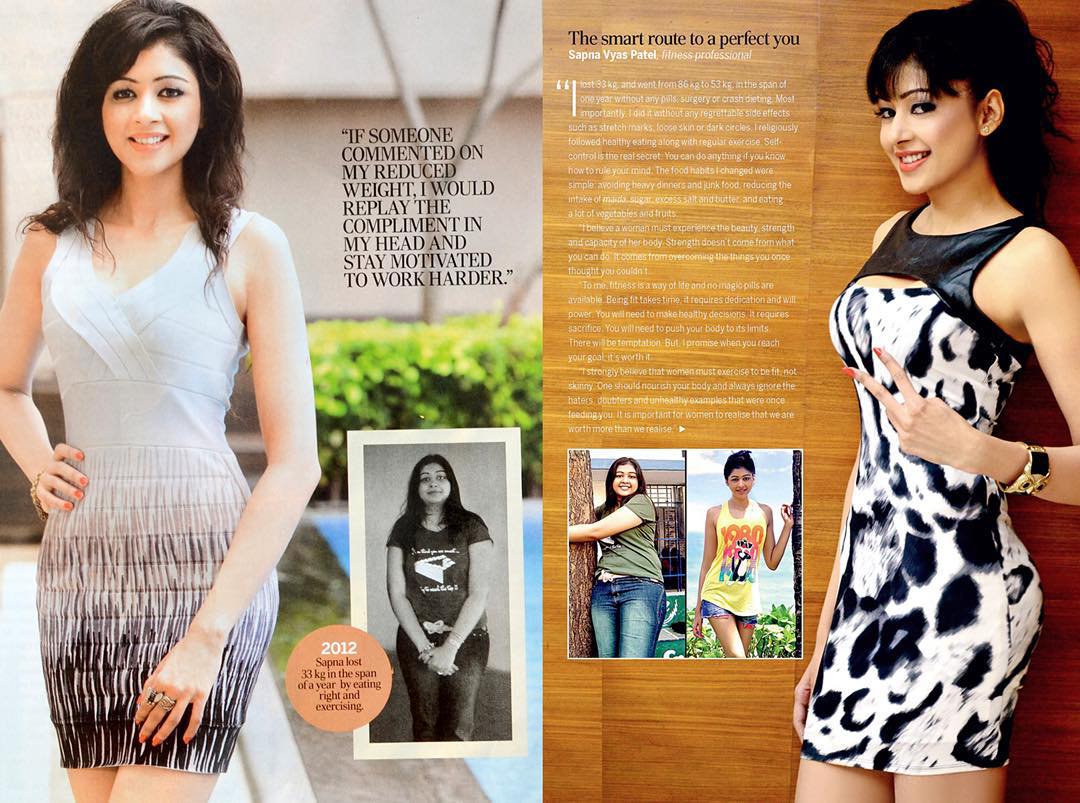 “IF SOMEONE
COMMENTED ON
MY REDUCED
WEIGHT, I WOULD
REPLAY THE
COMPLIMENT IN
MY HEAD AND
STAY MOTIVATED
TO WORK HARDER.”
2012
Sapna lost
33 kg in the span
of a year by eating
right and
exercising.
The smart route to a perfect you
Sapna Vyas Patel, fitness professional
“I lost 33 kg, and went from 86 kg to 53 kg, in the span of
one year without any pills, surgery or crash dieting. Most
importantly, I did it without any regrettable side effects
such as stretch marks, loose skin or dark circles. I religiously
followed healthy eating along with regular exercise. Self-
control is the real secret. You can do anything if you know
how to rule your mind. The food habits I changed were
simple: avoiding heavy dinners and junk food, reducing the
intake of maida, sugar, excess salt and butter, and eating
a lot of vegetables and fruits.
“I believe a woman must experience the beauty, strength
and capacity of her body. Strength doesn’t come from what
you can do. It comes from overcoming the things you once
thought you couldn’t.
“To me, fitness is a way of life and no magic pills are
available. Being fit takes time, it requires dedication and will
power. You will need to make healthy decisions. It requires
sacrifice. You will need to push your body to its limits.
There will be temptation. But, I promise when you reach
your goal, it’s worth it.
“I strongly believe that women must exercise to be fit, not
skinny. One should nourish your body and always ignore the
haters, doubters and unhealthy examples that were once
feeding you. It is important for women to realise that we are
worth more than we realise.”
1980